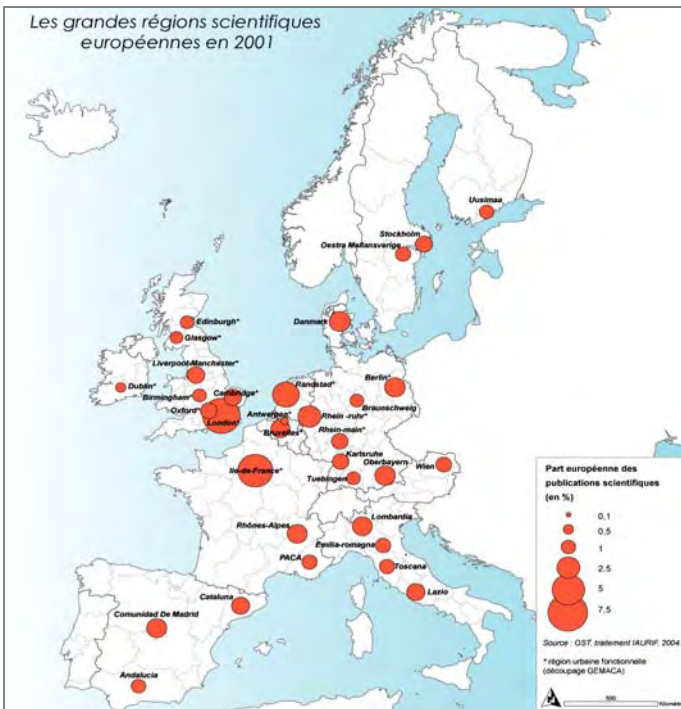 Les grandes régions scientifiques
européennes en 2001
Uusimaa
Stockholm
Oestra Mellansverige
Edinburgh*
Danmark
Glasgow*
Liverpool-Manchester*
Dublin*
Birmingham*
Cambridge*
Randstad*
Berlin*
Oxford*
London*
Antwerpen*
Rhein -ruhr*
Braunschweig
Bruxelles*
Rhein-main*
Karlsruhe
Ile-de-France*
Oberbayern
Wien
Tuebingen
Rhônes-Alpes
Lombardia
Emilia-romagna
PACA
Toscana
Lazio
Cataluna
Comunidad De Madrid
Andalucia
Part européenne des
publications scientifiques
(en %)
0,1
0,5
1
2,5
5
7,5
Source : OST, traitement IAURIF, 2004.
* région urbaine fonctionnelle
(découpage GEMACA)
500
Kilomètres